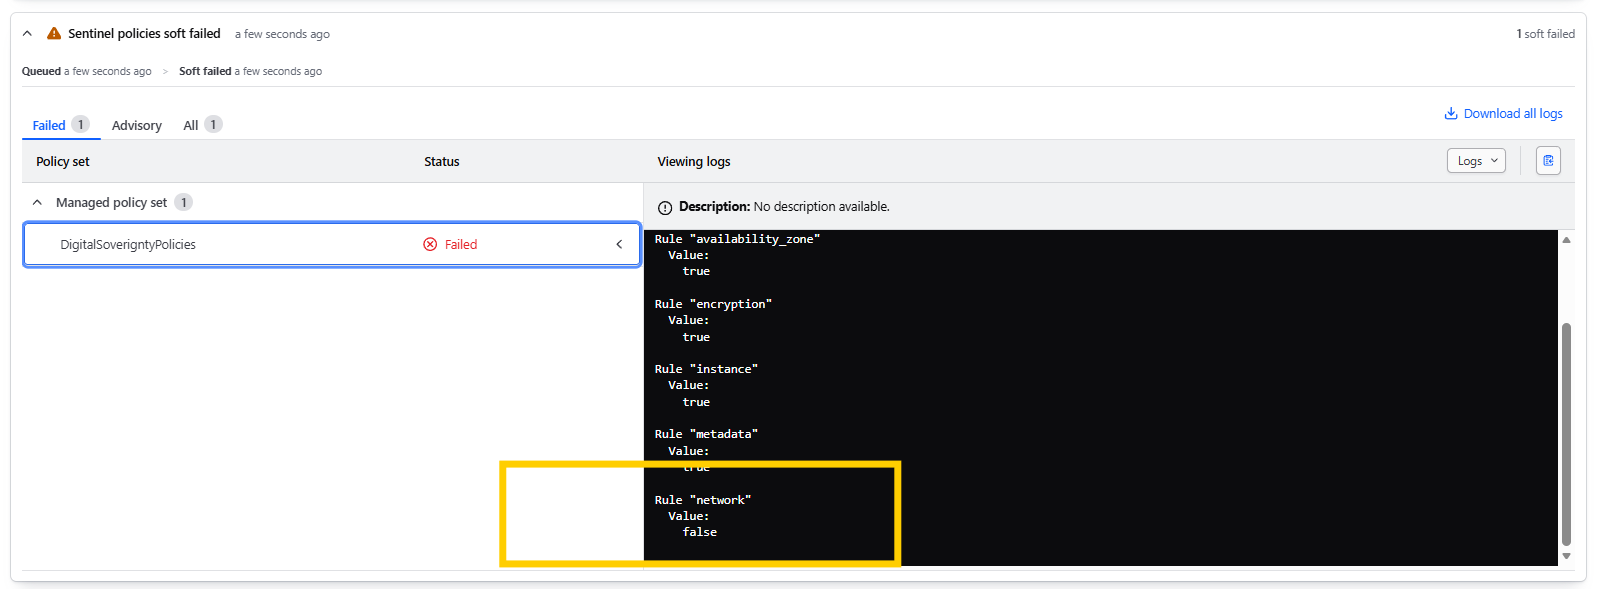 Sentinel policies soft failed a few seconds ago 1 soft failed
Queued a few seconds ago > Soft failed a few seconds ago
Download all logs
Failed 1 Advisory All 1
Policy set Status Viewing logs Logs
Managed policy set 1
Description: No description available.
DigitalSoverigntyPolicies Failed
Rule "availability_zone"
Value:
true
Rule "encryption"
Value:
true
Rule "instance"
Value:
true
Rule "metadata"
Value:
true
Rule "network"
Value:
false